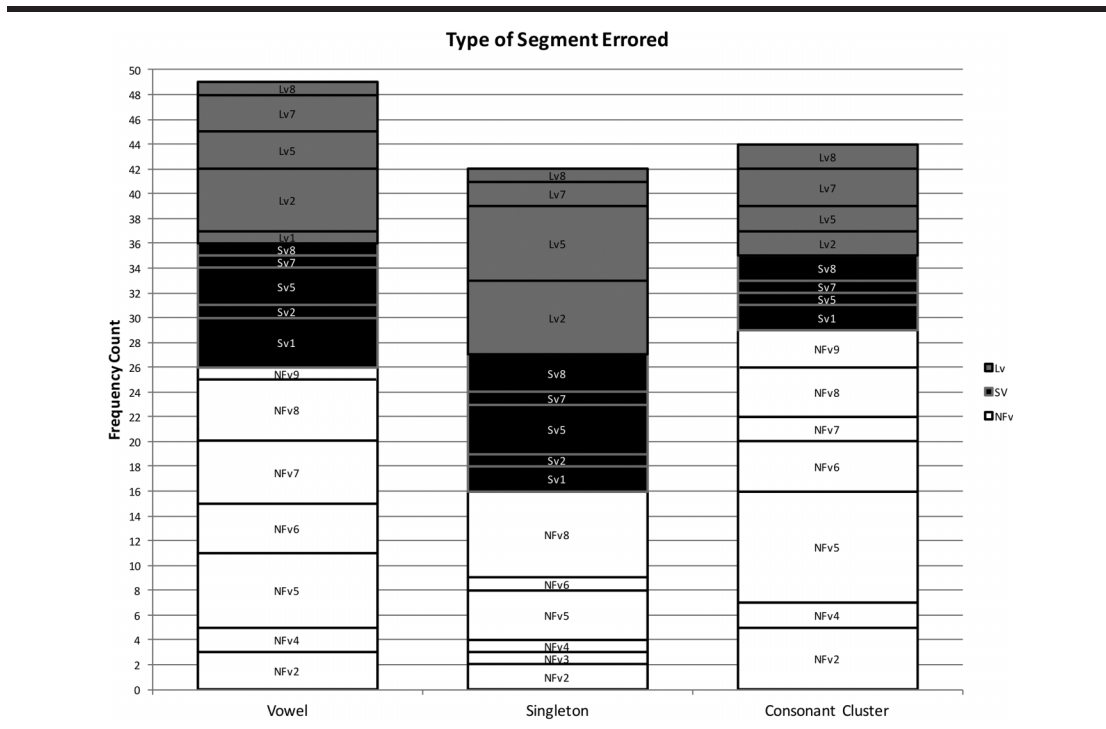 Type of Segment Errored
Frequency Count
50
48
46
44
42
40
38
36
34
32
30
28
26
24
22
20
18
16
14
12
10
8
6
4
2
0
Lv8
Lv7
Lv5
Lv2
Lv1
Sv8
Sv7
Sv5
Sv2
Sv1
NFv9
NFv8
NFv7
NFv6
NFv5
NFv4
NFv2
Lv8
Lv7
Lv5
Lv2
Sv8
Sv7
Sv5
Sv2
Sv1
NFv8
NFv6
NFv5
NFv4
NFv3
NFv2
Lv8
Lv7
Lv5
Lv2
Sv8
Sv7
Sv5
Sv1
NFv9
NFv8
NFv7
NFv6
NFv5
NFv4
NFv2
Vowel
Singleton
Consonant Cluster
Lv
SV
NFv